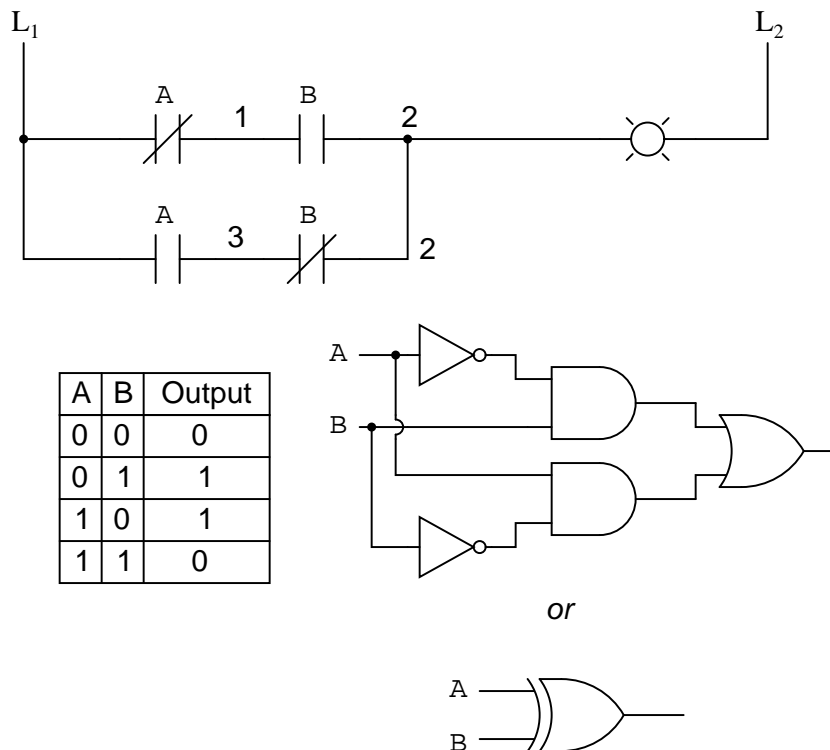 L1 L2
A 1 B 2
A 3 B 2
A B Output
0 0 0
0 1 1
1 0 1
1 1 0
A
B
or
A
B